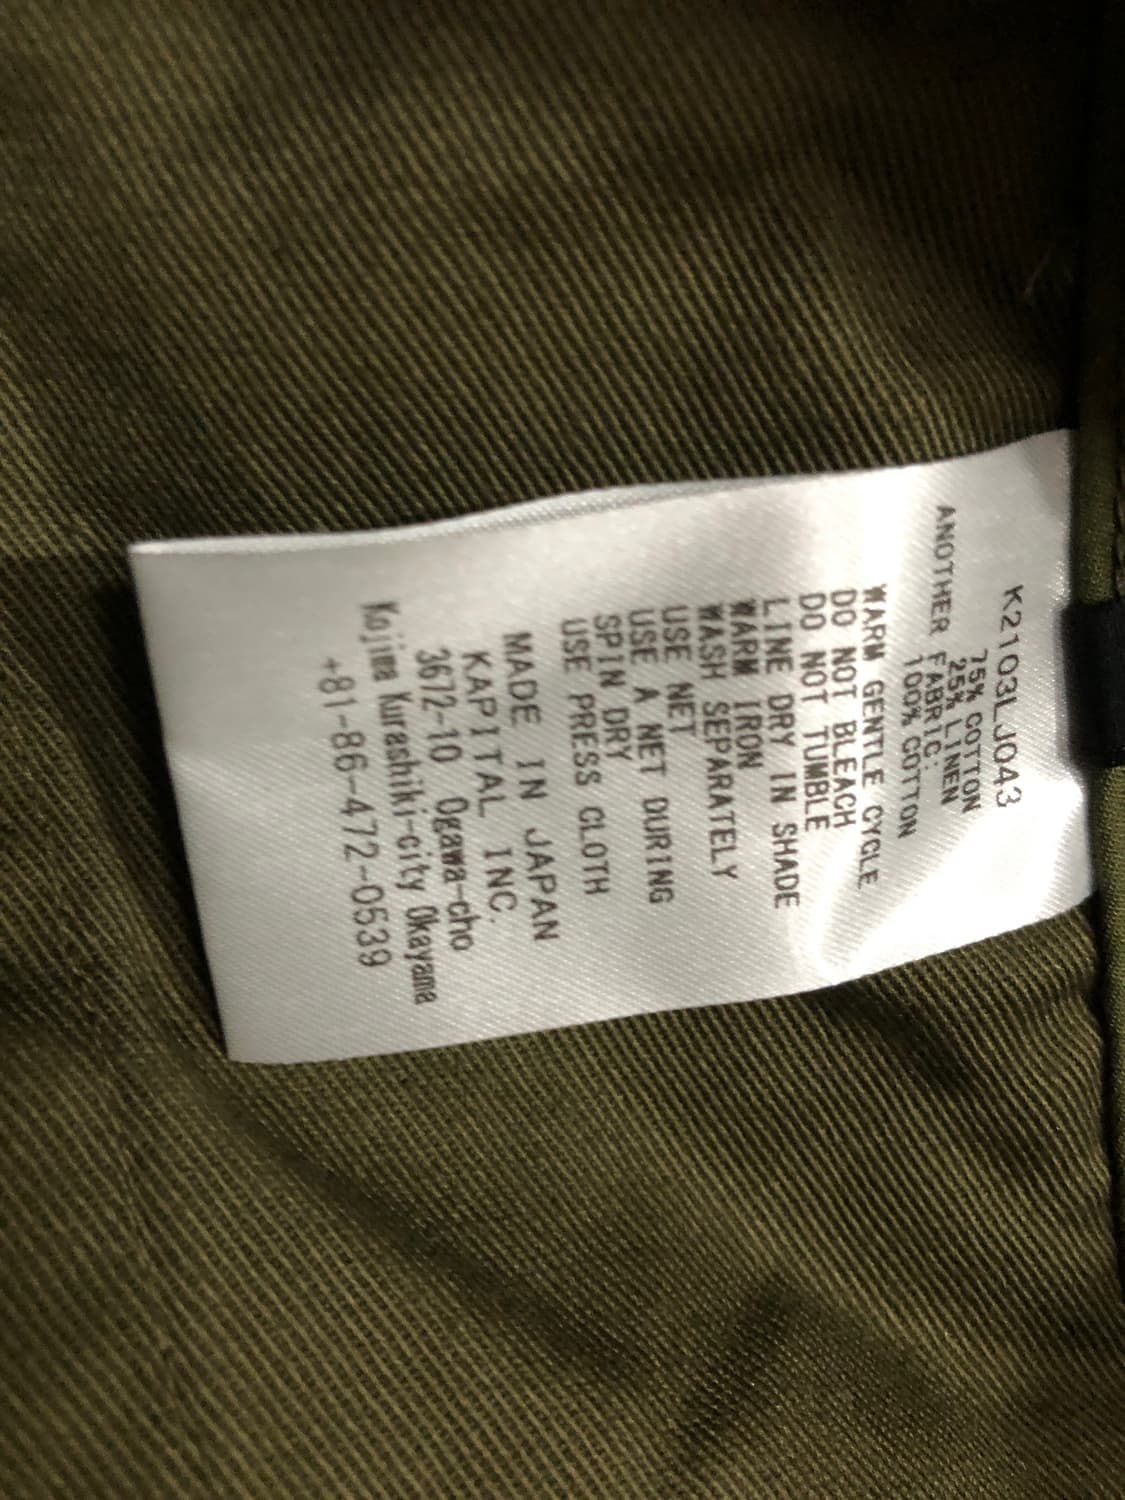 K2103LJ043
75% COTTON
25% LINEN
ANOTHER FABRIC:
100% COTTON
WARM GENTLE CYCLE
DO NOT BLEACH
DO NOT TUMBLE
LINE DRY IN SHADE
WARM IRON
WASH SEPARATELY
USE NET
USE A NET DURING
SPIN DRY
USE PRESS CLOTH
MADE IN JAPAN
KAPITAL INC.
3672-10 Ogawa-cho
Kojima Kurashiki-city Okayama
+81-86-472-0539